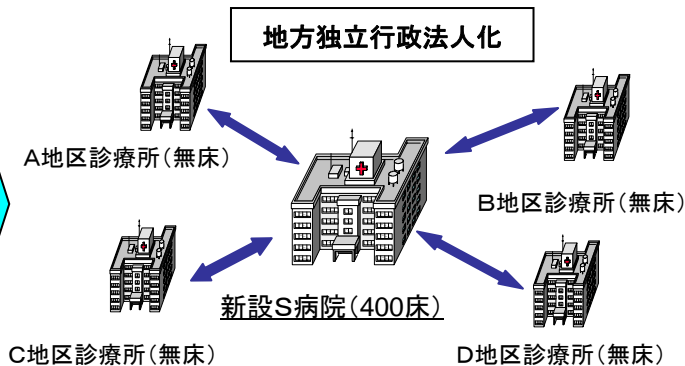 地方独立行政法人化
A地区診療所(無床)
B地区診療所(無床)
新設S病院(400床)
C地区診療所(無床)
D地区診療所(無床)